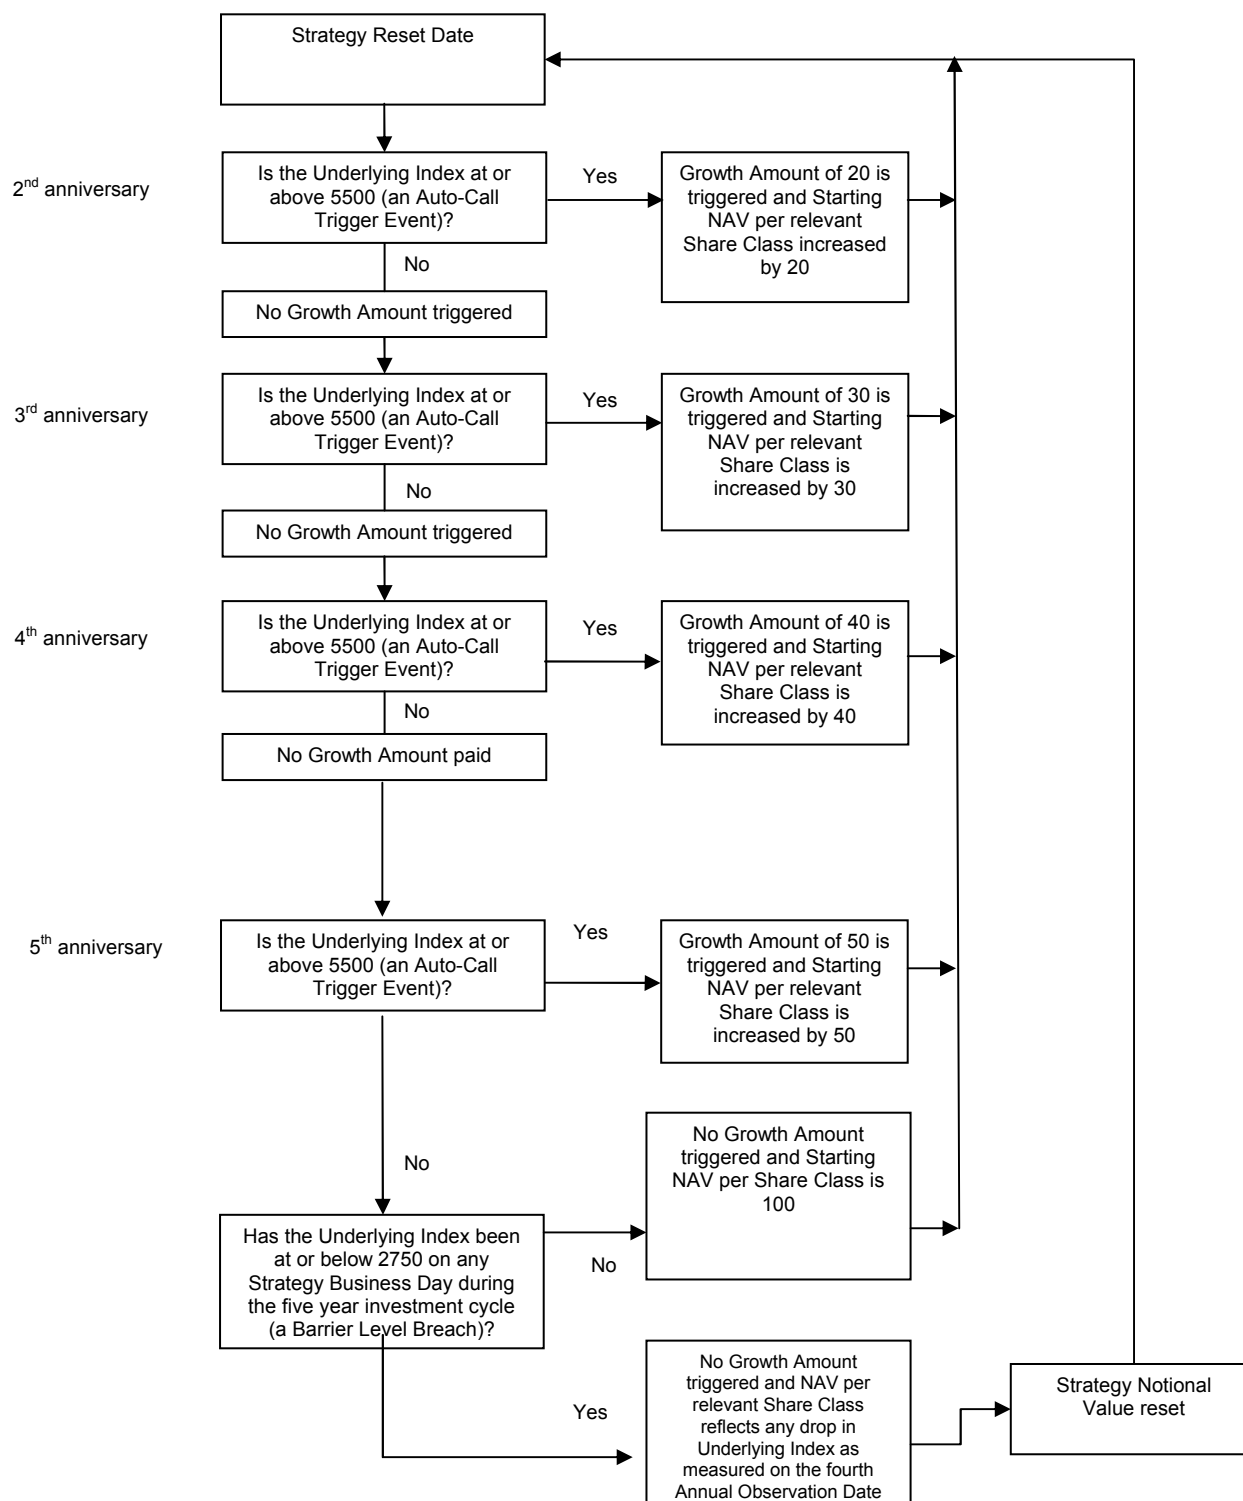 Strategy Reset Date
2nd anniversary
Is the Underlying Index at or
above 5500 (an Auto-Call
Trigger Event)?
Yes
Growth Amount of 20 is
triggered and Starting
NAV per relevant
Share Class increased
by 20
No
No Growth Amount triggered
3rd anniversary
Is the Underlying Index at or
above 5500 (an Auto-Call
Trigger Event)?
Yes
Growth Amount of 30 is
triggered and Starting
NAV per relevant
Share Class is
increased by 30
No
No Growth Amount triggered
4th anniversary
Is the Underlying Index at or
above 5500 (an Auto-Call
Trigger Event)?
Yes
Growth Amount of 40 is
triggered and Starting
NAV per relevant
Share Class is
increased by 40
No
No Growth Amount paid
5th anniversary
Is the Underlying Index at or
above 5500 (an Auto-Call
Trigger Event)?
Yes
Growth Amount of 50 is
triggered and Starting
NAV per relevant
Share Class is
increased by 50
No
Has the Underlying Index been
at or below 2750 on any
Strategy Business Day during
the five year investment cycle
(a Barrier Level Breach)?
No
No Growth Amount
triggered and Starting
NAV per Share Class is
100
Yes
No Growth Amount
triggered and NAV per
relevant Share Class
reflects any drop in
Underlying Index as
measured on the fourth
Annual Observation Date
Strategy Notional
Value reset